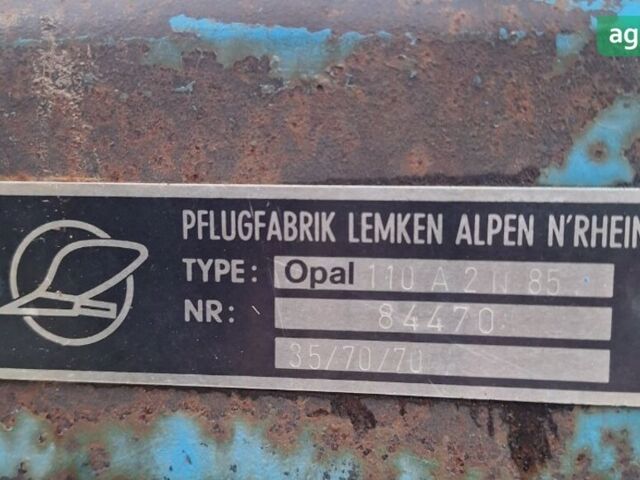 ag
PFLUGFABRIK LEMKEN ALPEN N'RHEIN
TYPE: Opal 110 A 2 N 85
NR: 84470
35/70/70